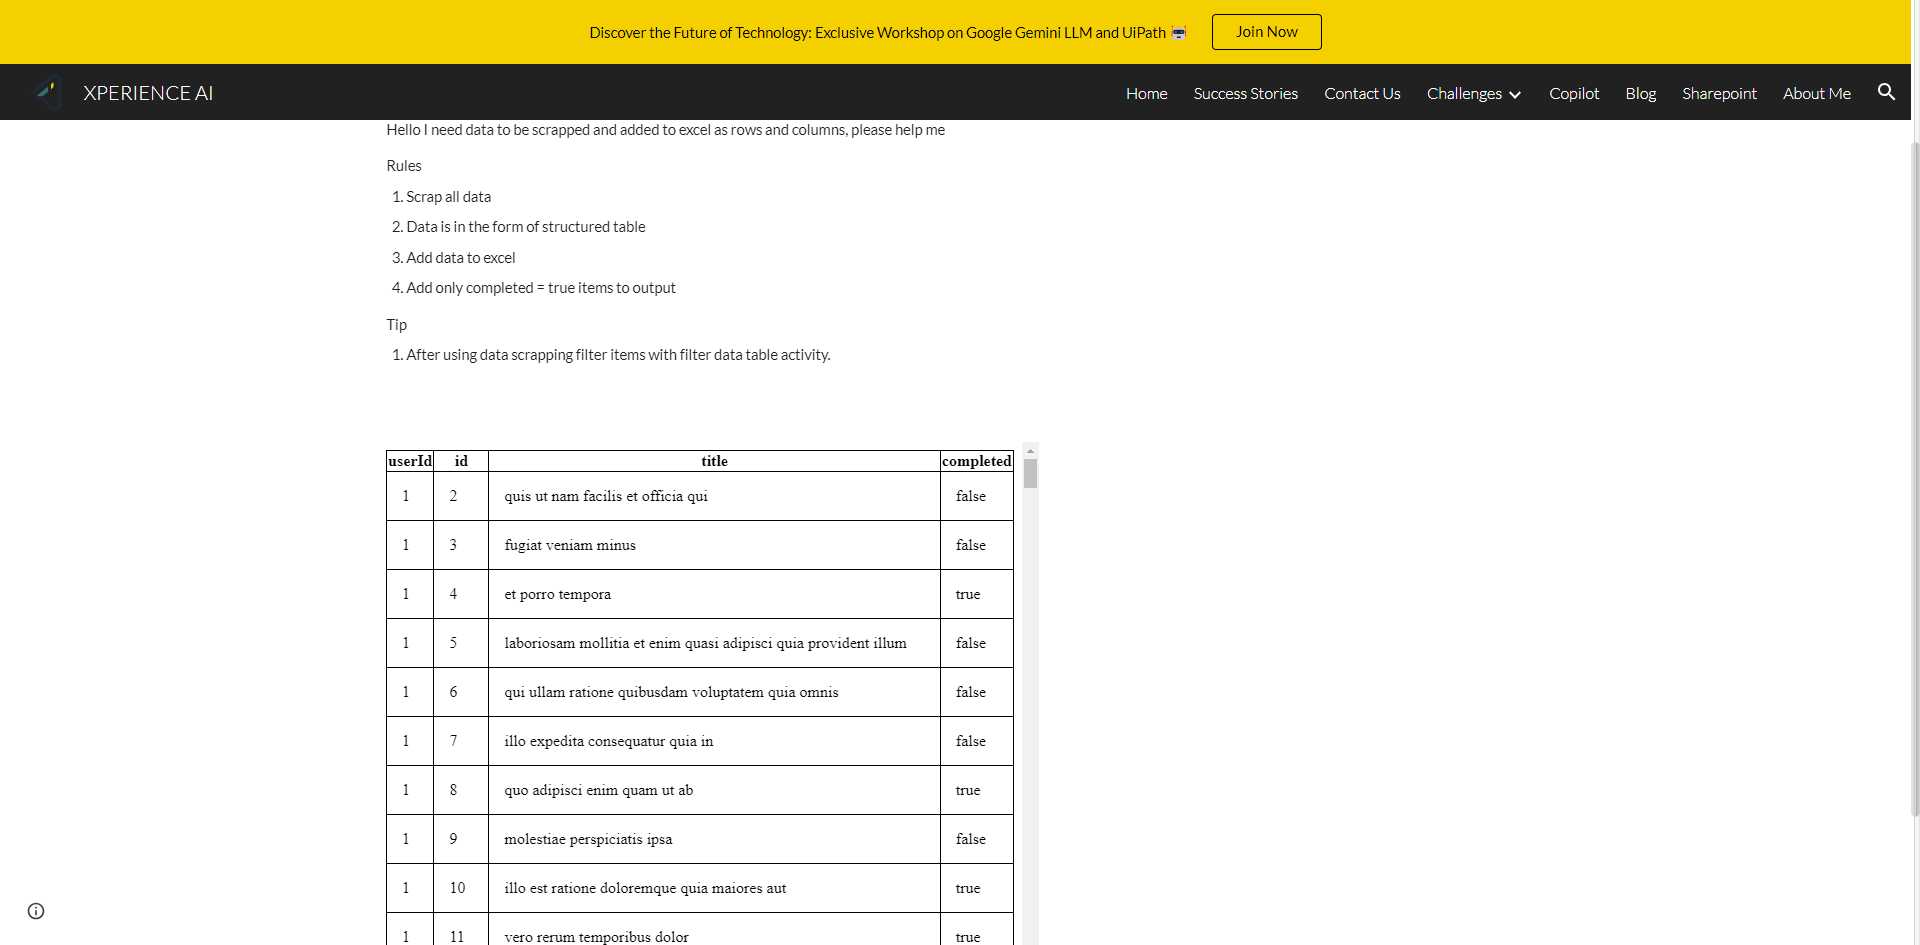 Discover the Future of Technology: Exclusive Workshop on Google Gemini LLM and UiPath
Join Now
XPERIENCE AI
Home Success Stories Contact Us Challenges Copilot Blog Sharepoint About Me
Hello I need data to be scrapped and added to excel as rows and columns, please help me
Rules
1. Scrap all data
2. Data is in the form of structured table
3. Add data to excel
4. Add only completed = true items to output
Tip
1. After using data scrapping filter items with filter data table activity.
userId id title completed
1 2 quis ut nam facilis et officia qui false
1 3 fugiat veniam minus false
1 4 et porro tempora true
1 5 laboriosam mollitia et enim quasi adipisci quia provident illum false
1 6 qui ullam ratione quibusdam voluptatem quia omnis false
1 7 illo expedita consequatur quia in false
1 8 quo adipisci enim quam ut ab true
1 9 molestiae perspiciatis ipsa false
1 10 illo est ratione doloremque quia maiores aut true
1 11 vero rerum temporibus dolor true